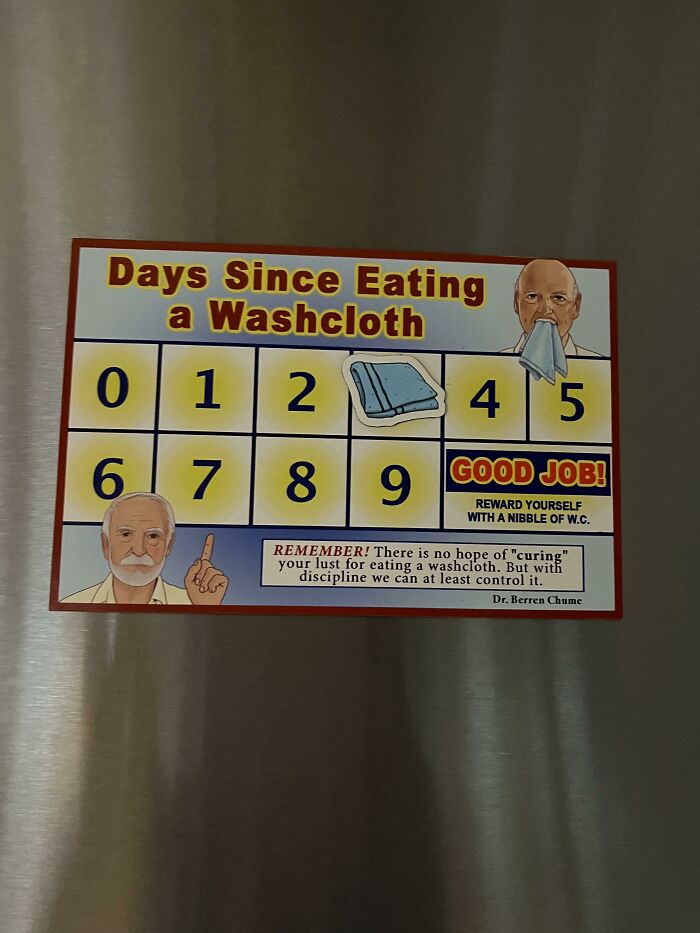 Days Since Eating
a Washcloth
0 1 2 4 5
6 7 8 9
GOOD JOB!
REWARD YOURSELF
WITH A NIBBLE OF W.C.
REMEMBER! There is no hope of "curing"
your lust for eating a washcloth. But with
discipline we can at least control it.
Dr. Berren Chume